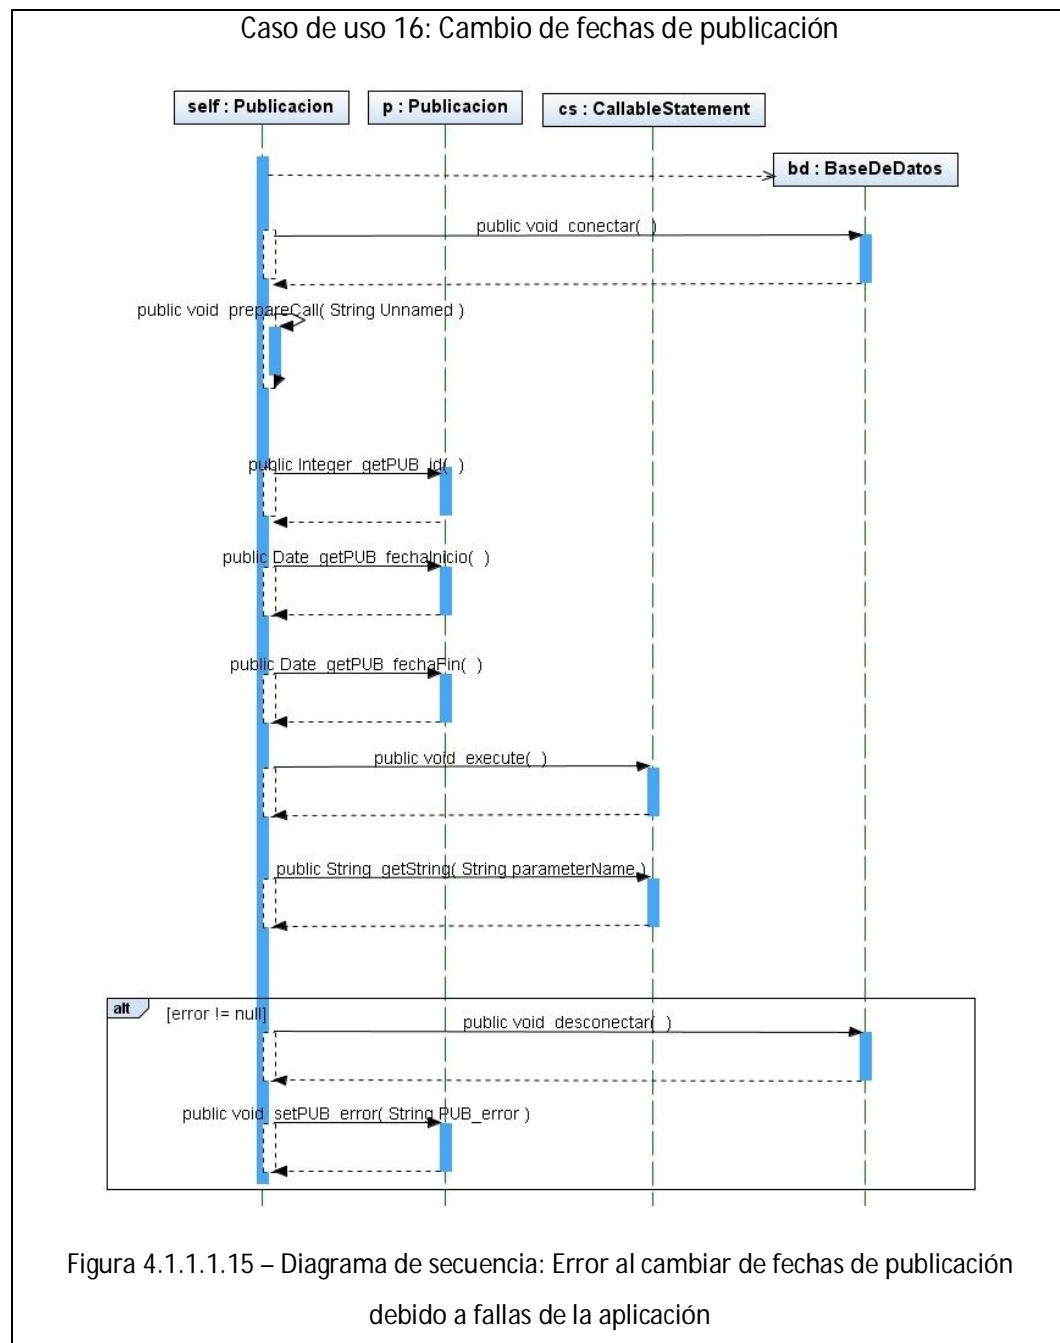 Caso de uso 16: Cambio de fechas de publicación
self : Publicacion
p : Publicacion
cs : CallableStatement
bd : BaseDeDatos
public void conectar( )
public void prepareCall( String Unnamed )
public Integer getPUB_id( )
public Date getPUB_fechaInicio( )
public Date getPUB_fechaFin( )
public void execute( )
public String getString( String parameterName )
alt
[error != null]
public void desconectar( )
public void setPUB_error( String PUB_error )
Figura 4.1.1.1.15 – Diagrama de secuencia: Error al cambiar de fechas de publicación
debido a fallas de la aplicación